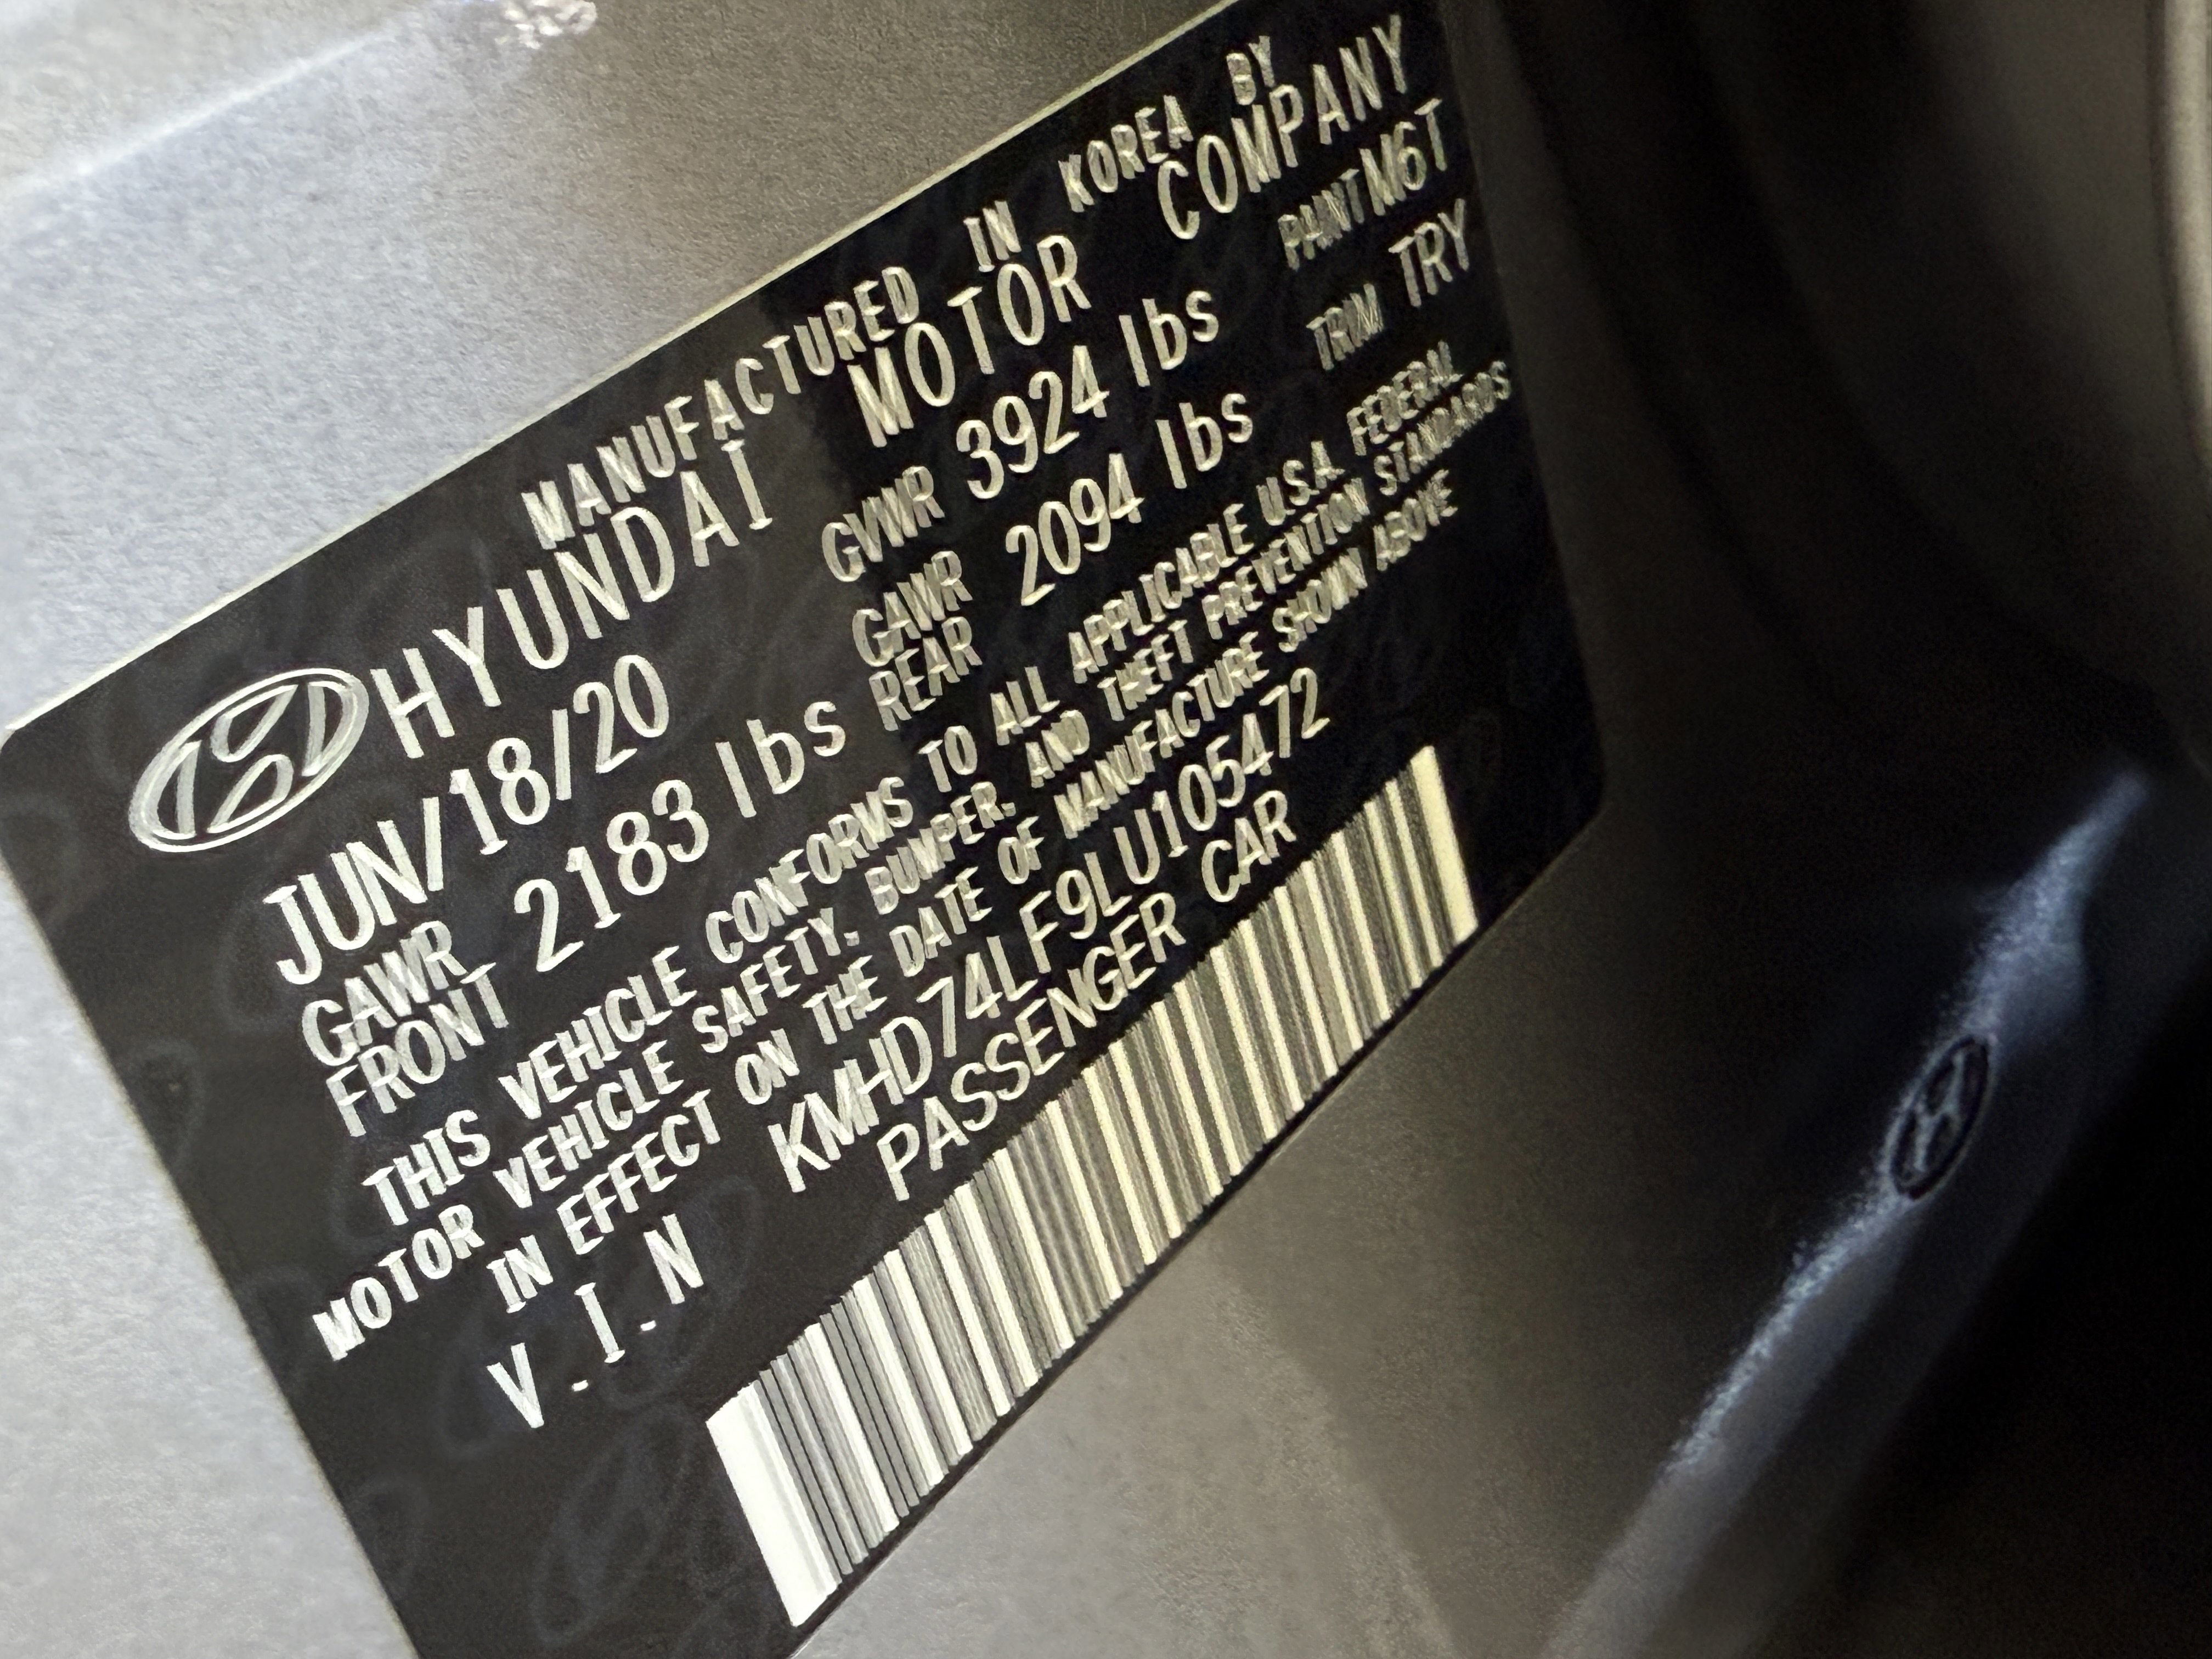 MANUFACTURED IN KOREA BY
HYUNDAI MOTOR COMPANY
JUN/18/20 GVWR 3924 lbs PAINT M6T
GAWR FRONT 2183 lbs GAWR REAR 2094 lbs TRIM TRY
THIS VEHICLE CONFORMS TO ALL APPLICABLE U.S.A. FEDERAL
MOTOR VEHICLE SAFETY, BUMPER, AND THEFT PREVENTION STANDARDS
IN EFFECT ON THE DATE OF MANUFACTURE SHOWN ABOVE
V.I.N KMHD74LF9LU105472
PASSENGER CAR